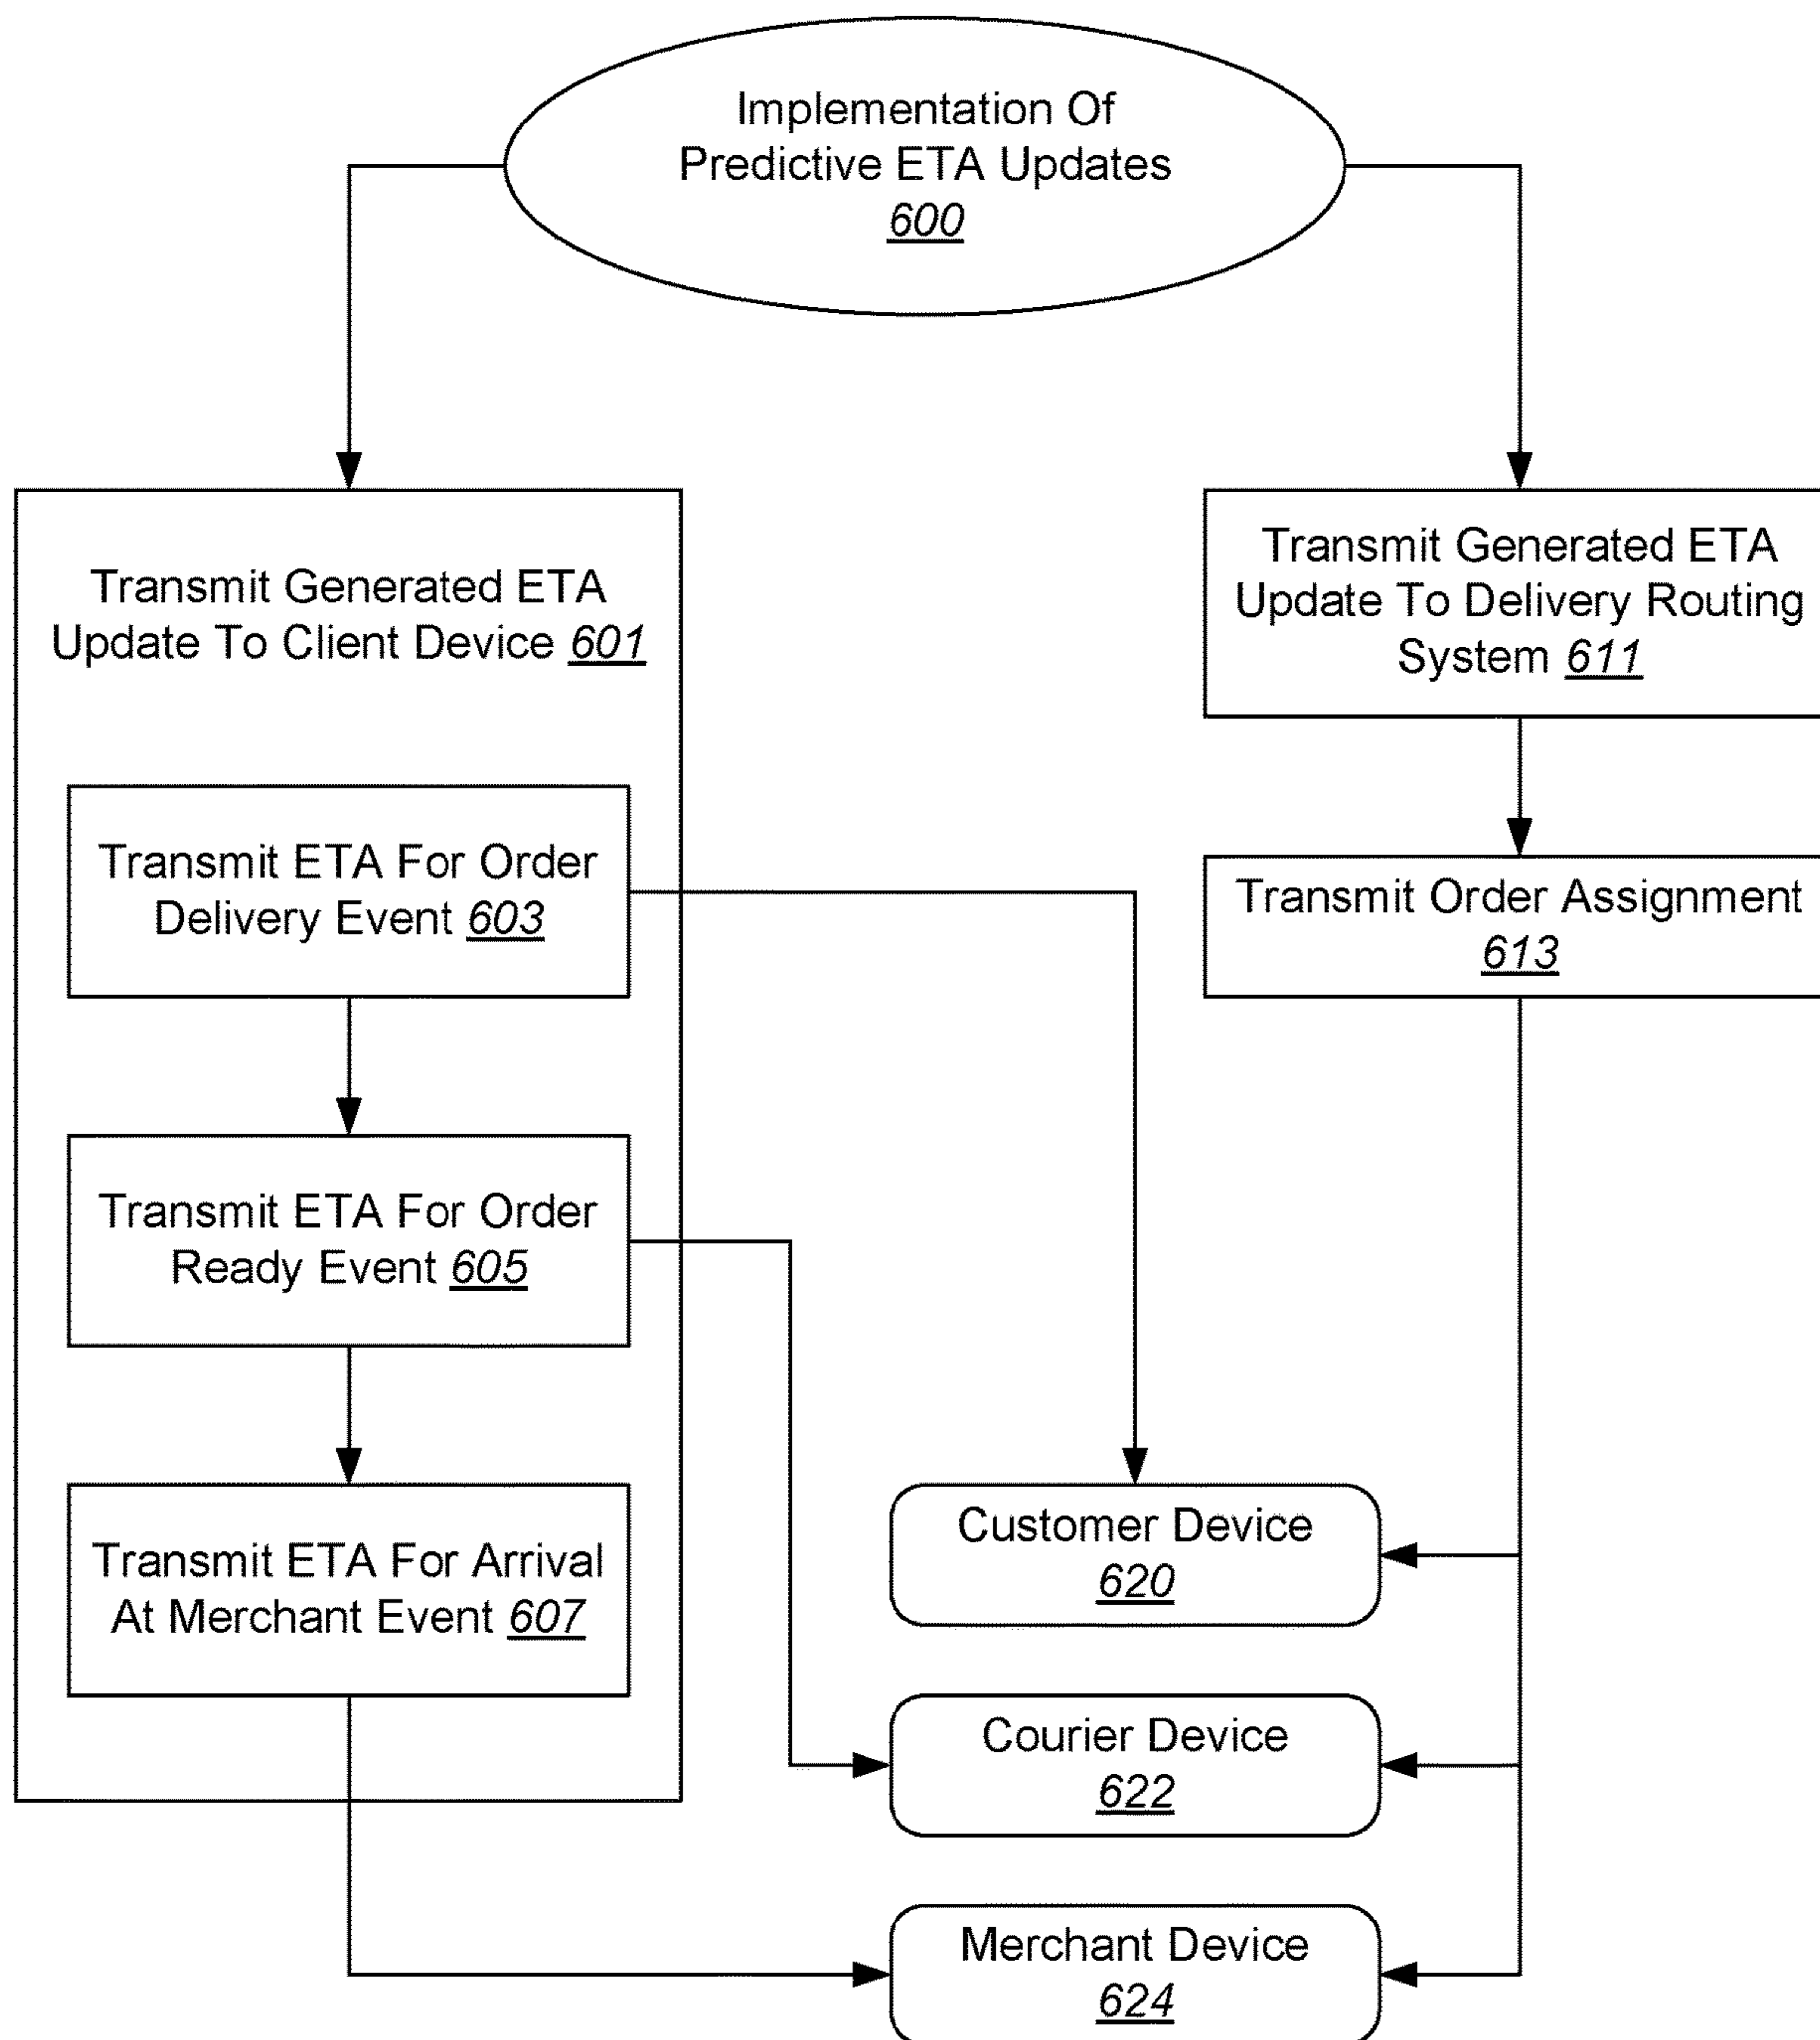 Implementation Of
Predictive ETA Updates
600
Transmit Generated ETA
Update To Client Device 601
Transmit ETA For Order
Delivery Event 603
Transmit ETA For Order
Ready Event 605
Transmit ETA For Arrival
At Merchant Event 607
Transmit Generated ETA
Update To Delivery Routing
System 611
Transmit Order Assignment
613
Customer Device
620
Courier Device
622
Merchant Device
624